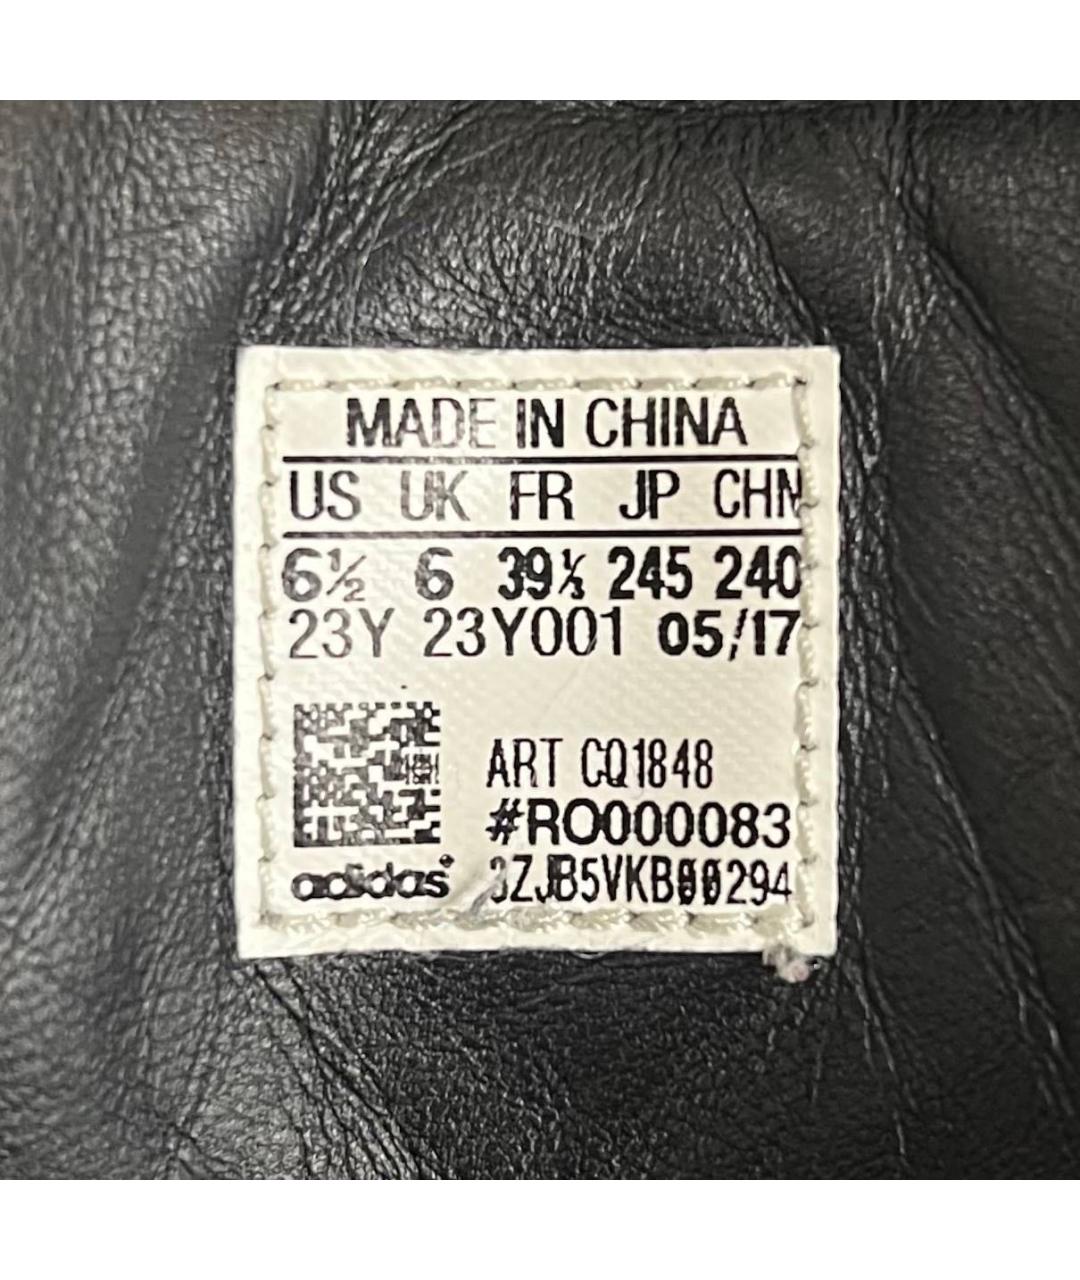 MADE IN CHINA
US UK FR JP CHN
6½ 6 39⅓ 245 240
23Y 23Y001 05/17
ART CQ1848
#RO000083
adidas® 3ZJB5VKB00294